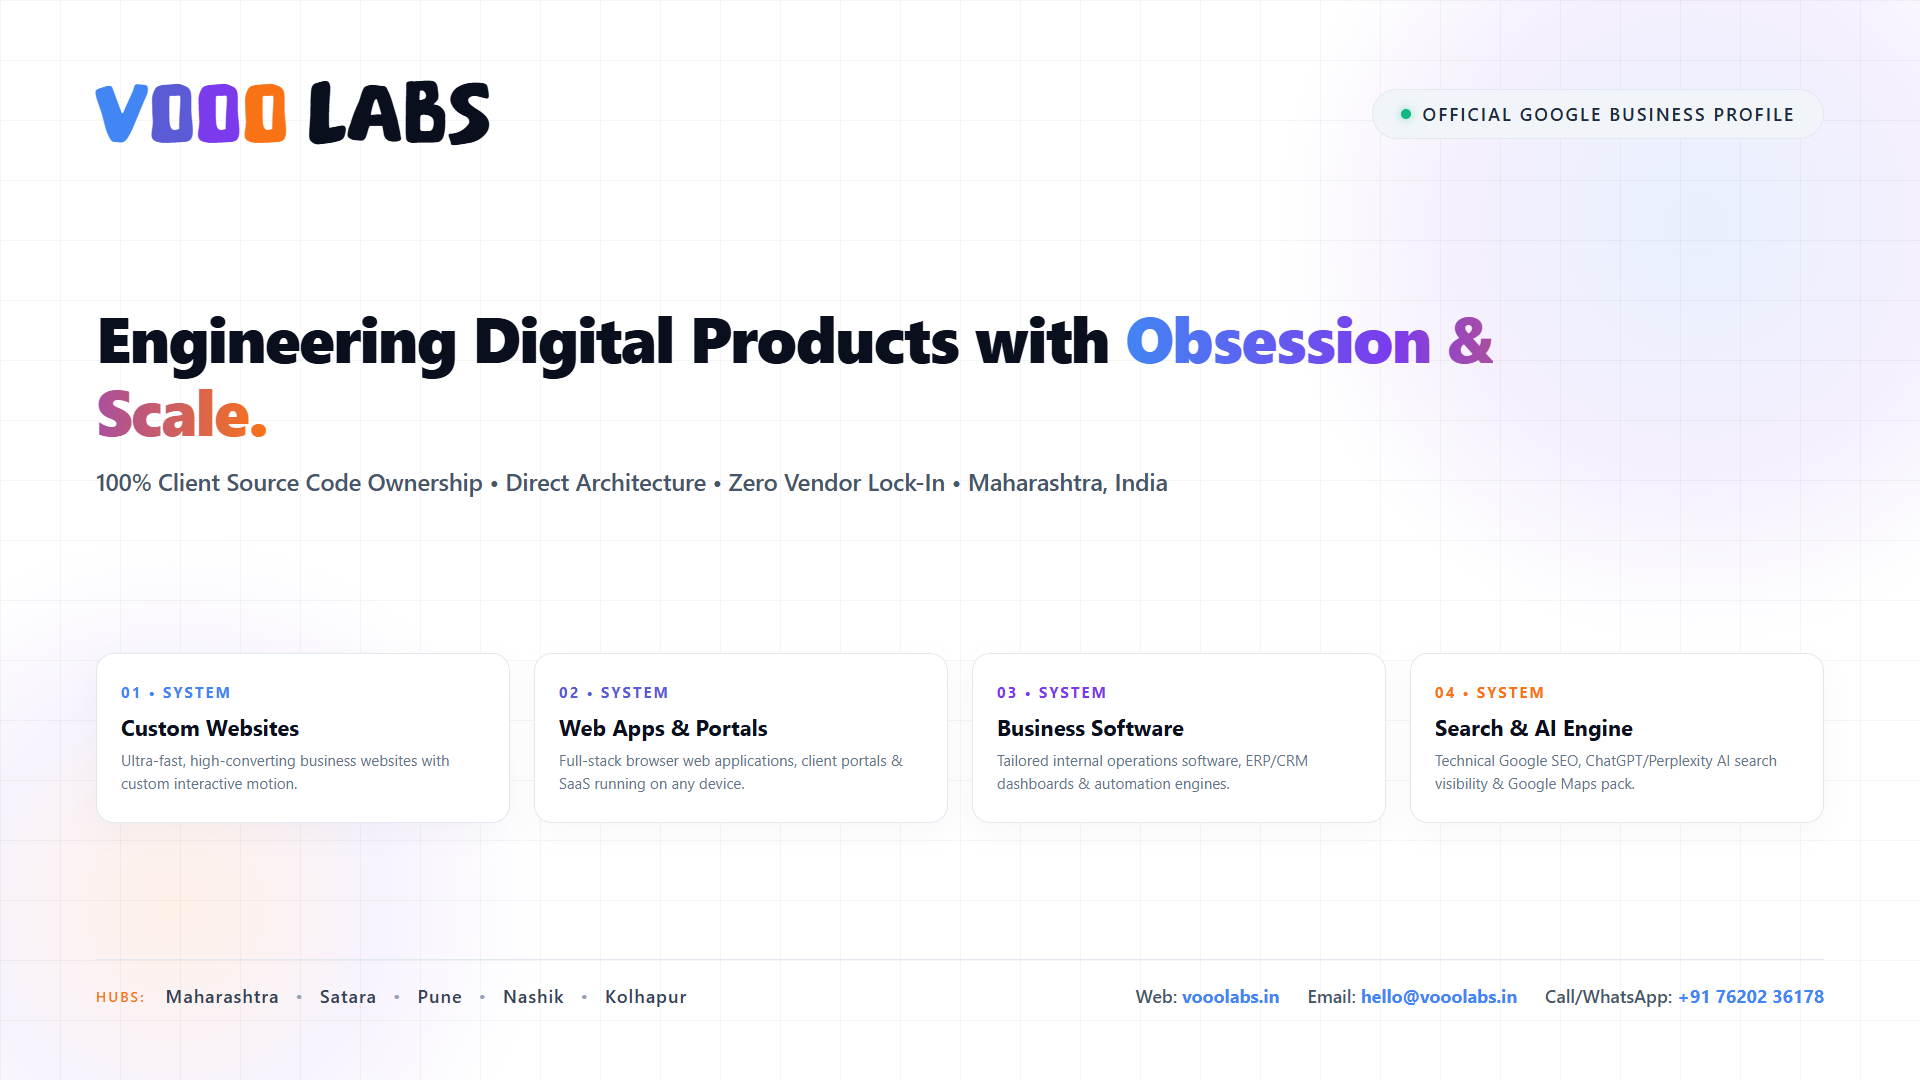 VOOO LABS
OFFICIAL GOOGLE BUSINESS PROFILE
Engineering Digital Products with Obsession &
Scale.
100% Client Source Code Ownership • Direct Architecture • Zero Vendor Lock-In • Maharashtra, India
01 • SYSTEM
Custom Websites
Ultra-fast, high-converting business websites with
custom interactive motion.
02 • SYSTEM
Web Apps & Portals
Full-stack browser web applications, client portals &
SaaS running on any device.
03 • SYSTEM
Business Software
Tailored internal operations software, ERP/CRM
dashboards & automation engines.
04 • SYSTEM
Search & AI Engine
Technical Google SEO, ChatGPT/Perplexity AI search
visibility & Google Maps pack.
HUBS: Maharashtra • Satara • Pune • Nashik • Kolhapur
Web: vooolabs.in Email: hello@vooolabs.in Call/WhatsApp: +91 76202 36178